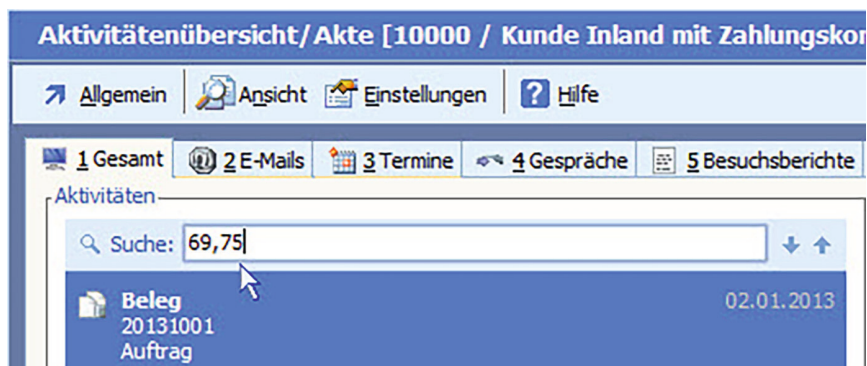 Aktivitätenübersicht/Akte [10000 / Kunde Inland mit Zahlungskor
Allgemein Ansicht Einstellungen Hilfe
1 Gesamt 2 E-Mails 3 Termine 4 Gespräche 5 Besuchsberichte
Aktivitäten
Suche: 69,75
Beleg 02.01.2013
20131001
Auftrag